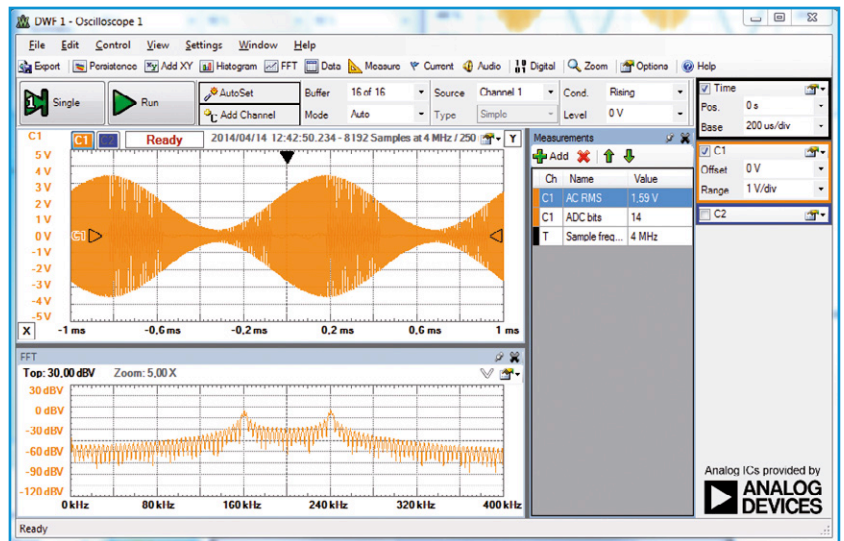 DWF 1 - Oscilloscope 1
File Edit Control View Settings Window Help
Export Persistence Add XY Histogram FFT Data Measure Current Audio Digital Zoom Options Help
Single Run AutoSet Buffer 16 of 16 Source Channel 1 Cond. Rising
Add Channel Mode Auto Type Simple Level 0 V
Time
Pos. 0 s
Base 200 us/div
C1
Offset 0 V
Range 1 V/div
C2
C1 C1 Ready 2014/04/14 12:42:50.234 - 8192 Samples at 4 MHz / 250 Y
5 V
4 V
3 V
2 V
1 V
0 V C1
-1 V
-2 V
-3 V
-4 V
-5 V
X -1 ms -0,6 ms -0,2 ms 0,2 ms 0,6 ms 1 ms
Measurements
Add
Ch Name Value
C1 AC RMS 1,59 V
C1 ADC bits 14
T Sample freq... 4 MHz
FFT
Top: 30,00 dBV Zoom: 5,00 X
30 dBV
0 dBV
-30 dBV
-60 dBV
-90 dBV
-120 dBV
0 kHz 80 kHz 160 kHz 240 kHz 320 kHz 400 kHz
Analog ICs provided by
ANALOG
DEVICES
Ready